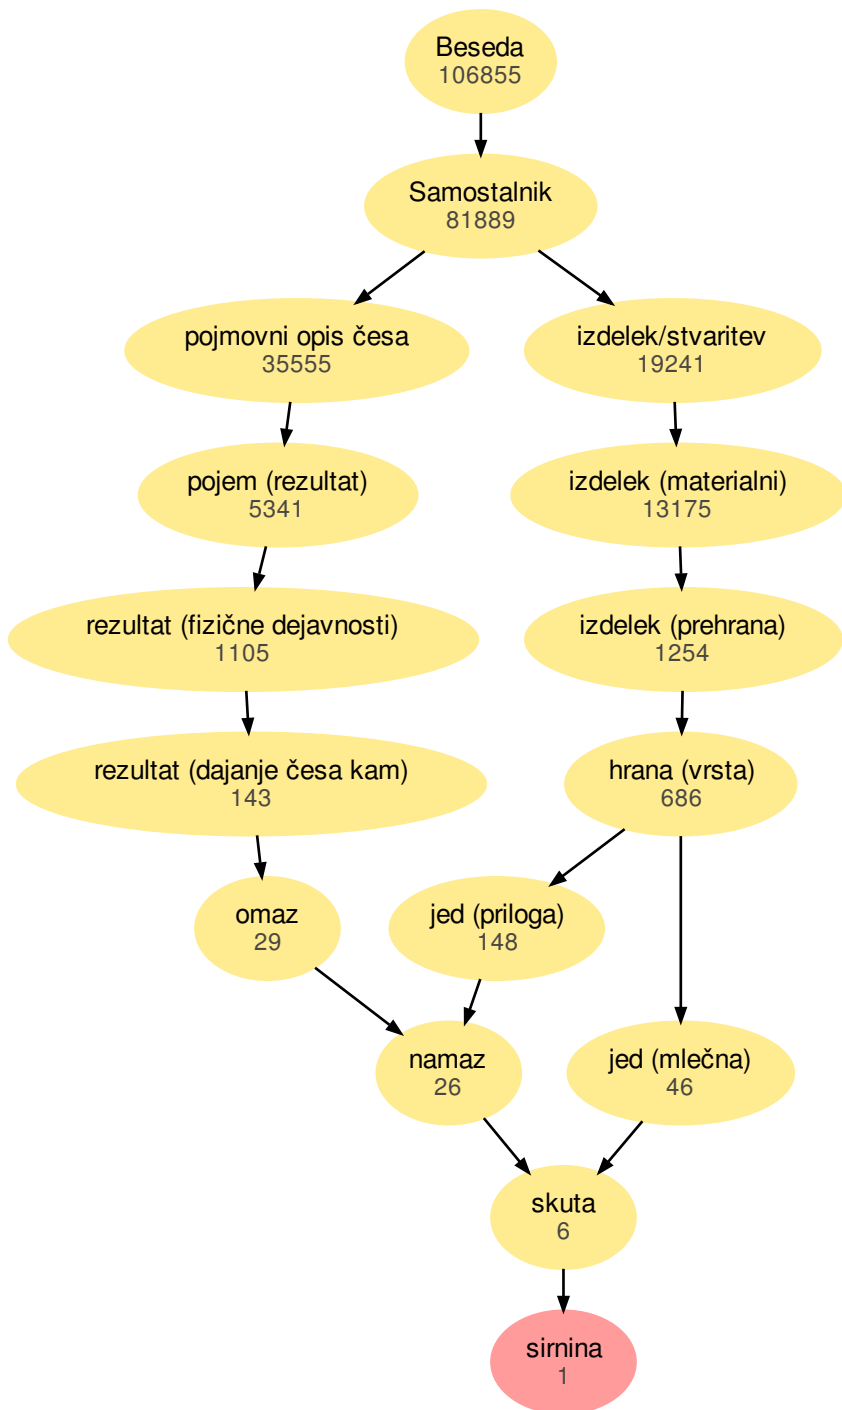 Beseda
106855
Samostalnik
81889
pojmovni opis česa
35555
izdelek/stvaritev
19241
pojem (rezultat)
5341
izdelek (materialni)
13175
rezultat (fizične dejavnosti)
1105
izdelek (prehrana)
1254
rezultat (dajanje česa kam)
143
hrana (vrsta)
686
omaz
29
jed (priloga)
148
namaz
26
jed (mlečna)
46
skuta
6
sirnina
1